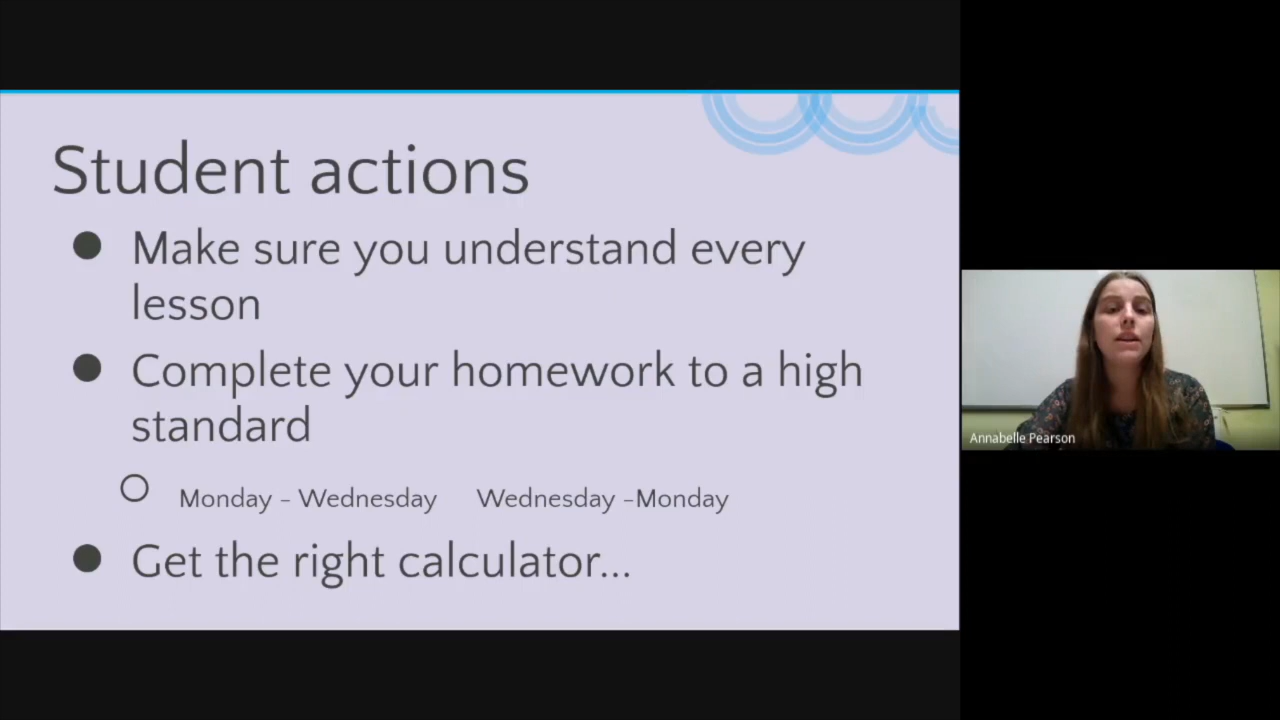 Student actions
Make sure you understand every
lesson
Complete your homework to a high
standard
Monday - Wednesday Wednesday -Monday
Get the right calculator...
Annabelle Pearson